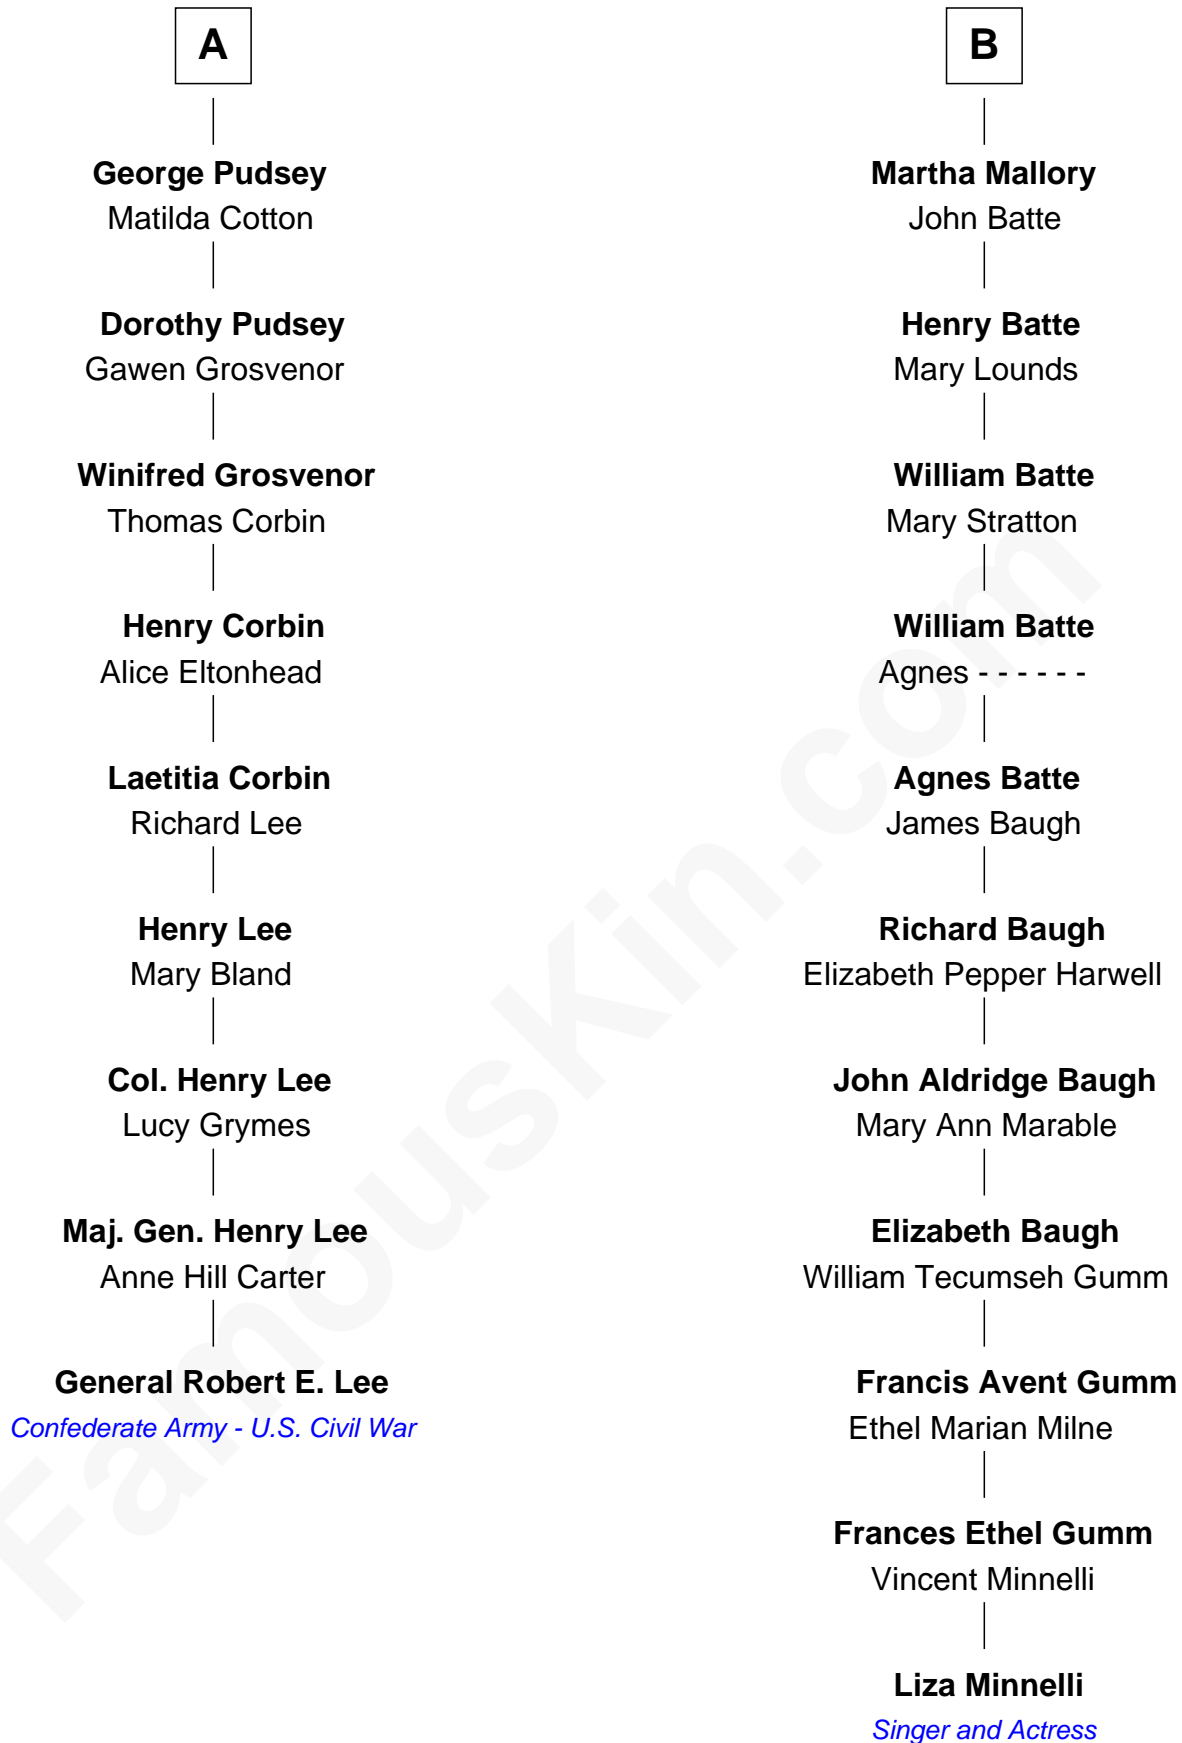 A
George Pudsey
Matilda Cotton
Dorothy Pudsey
Gawen Grosvenor
Winifred Grosvenor
Thomas Corbin
Henry Corbin
Alice Eltonhead
Laetitia Corbin
Richard Lee
Henry Lee
Mary Bland
Col. Henry Lee
Lucy Grymes
Maj. Gen. Henry Lee
Anne Hill Carter
General Robert E. Lee
Confederate Army - U.S. Civil War
B
Martha Mallory
John Batte
Henry Batte
Mary Lounds
William Batte
Mary Stratton
William Batte
Agnes - - - - - -
Agnes Batte
James Baugh
Richard Baugh
Elizabeth Pepper Harwell
John Aldridge Baugh
Mary Ann Marable
Elizabeth Baugh
William Tecumseh Gumm
Francis Avent Gumm
Ethel Marian Milne
Frances Ethel Gumm
Vincent Minnelli
Liza Minnelli
Singer and Actress
FamousKin.com